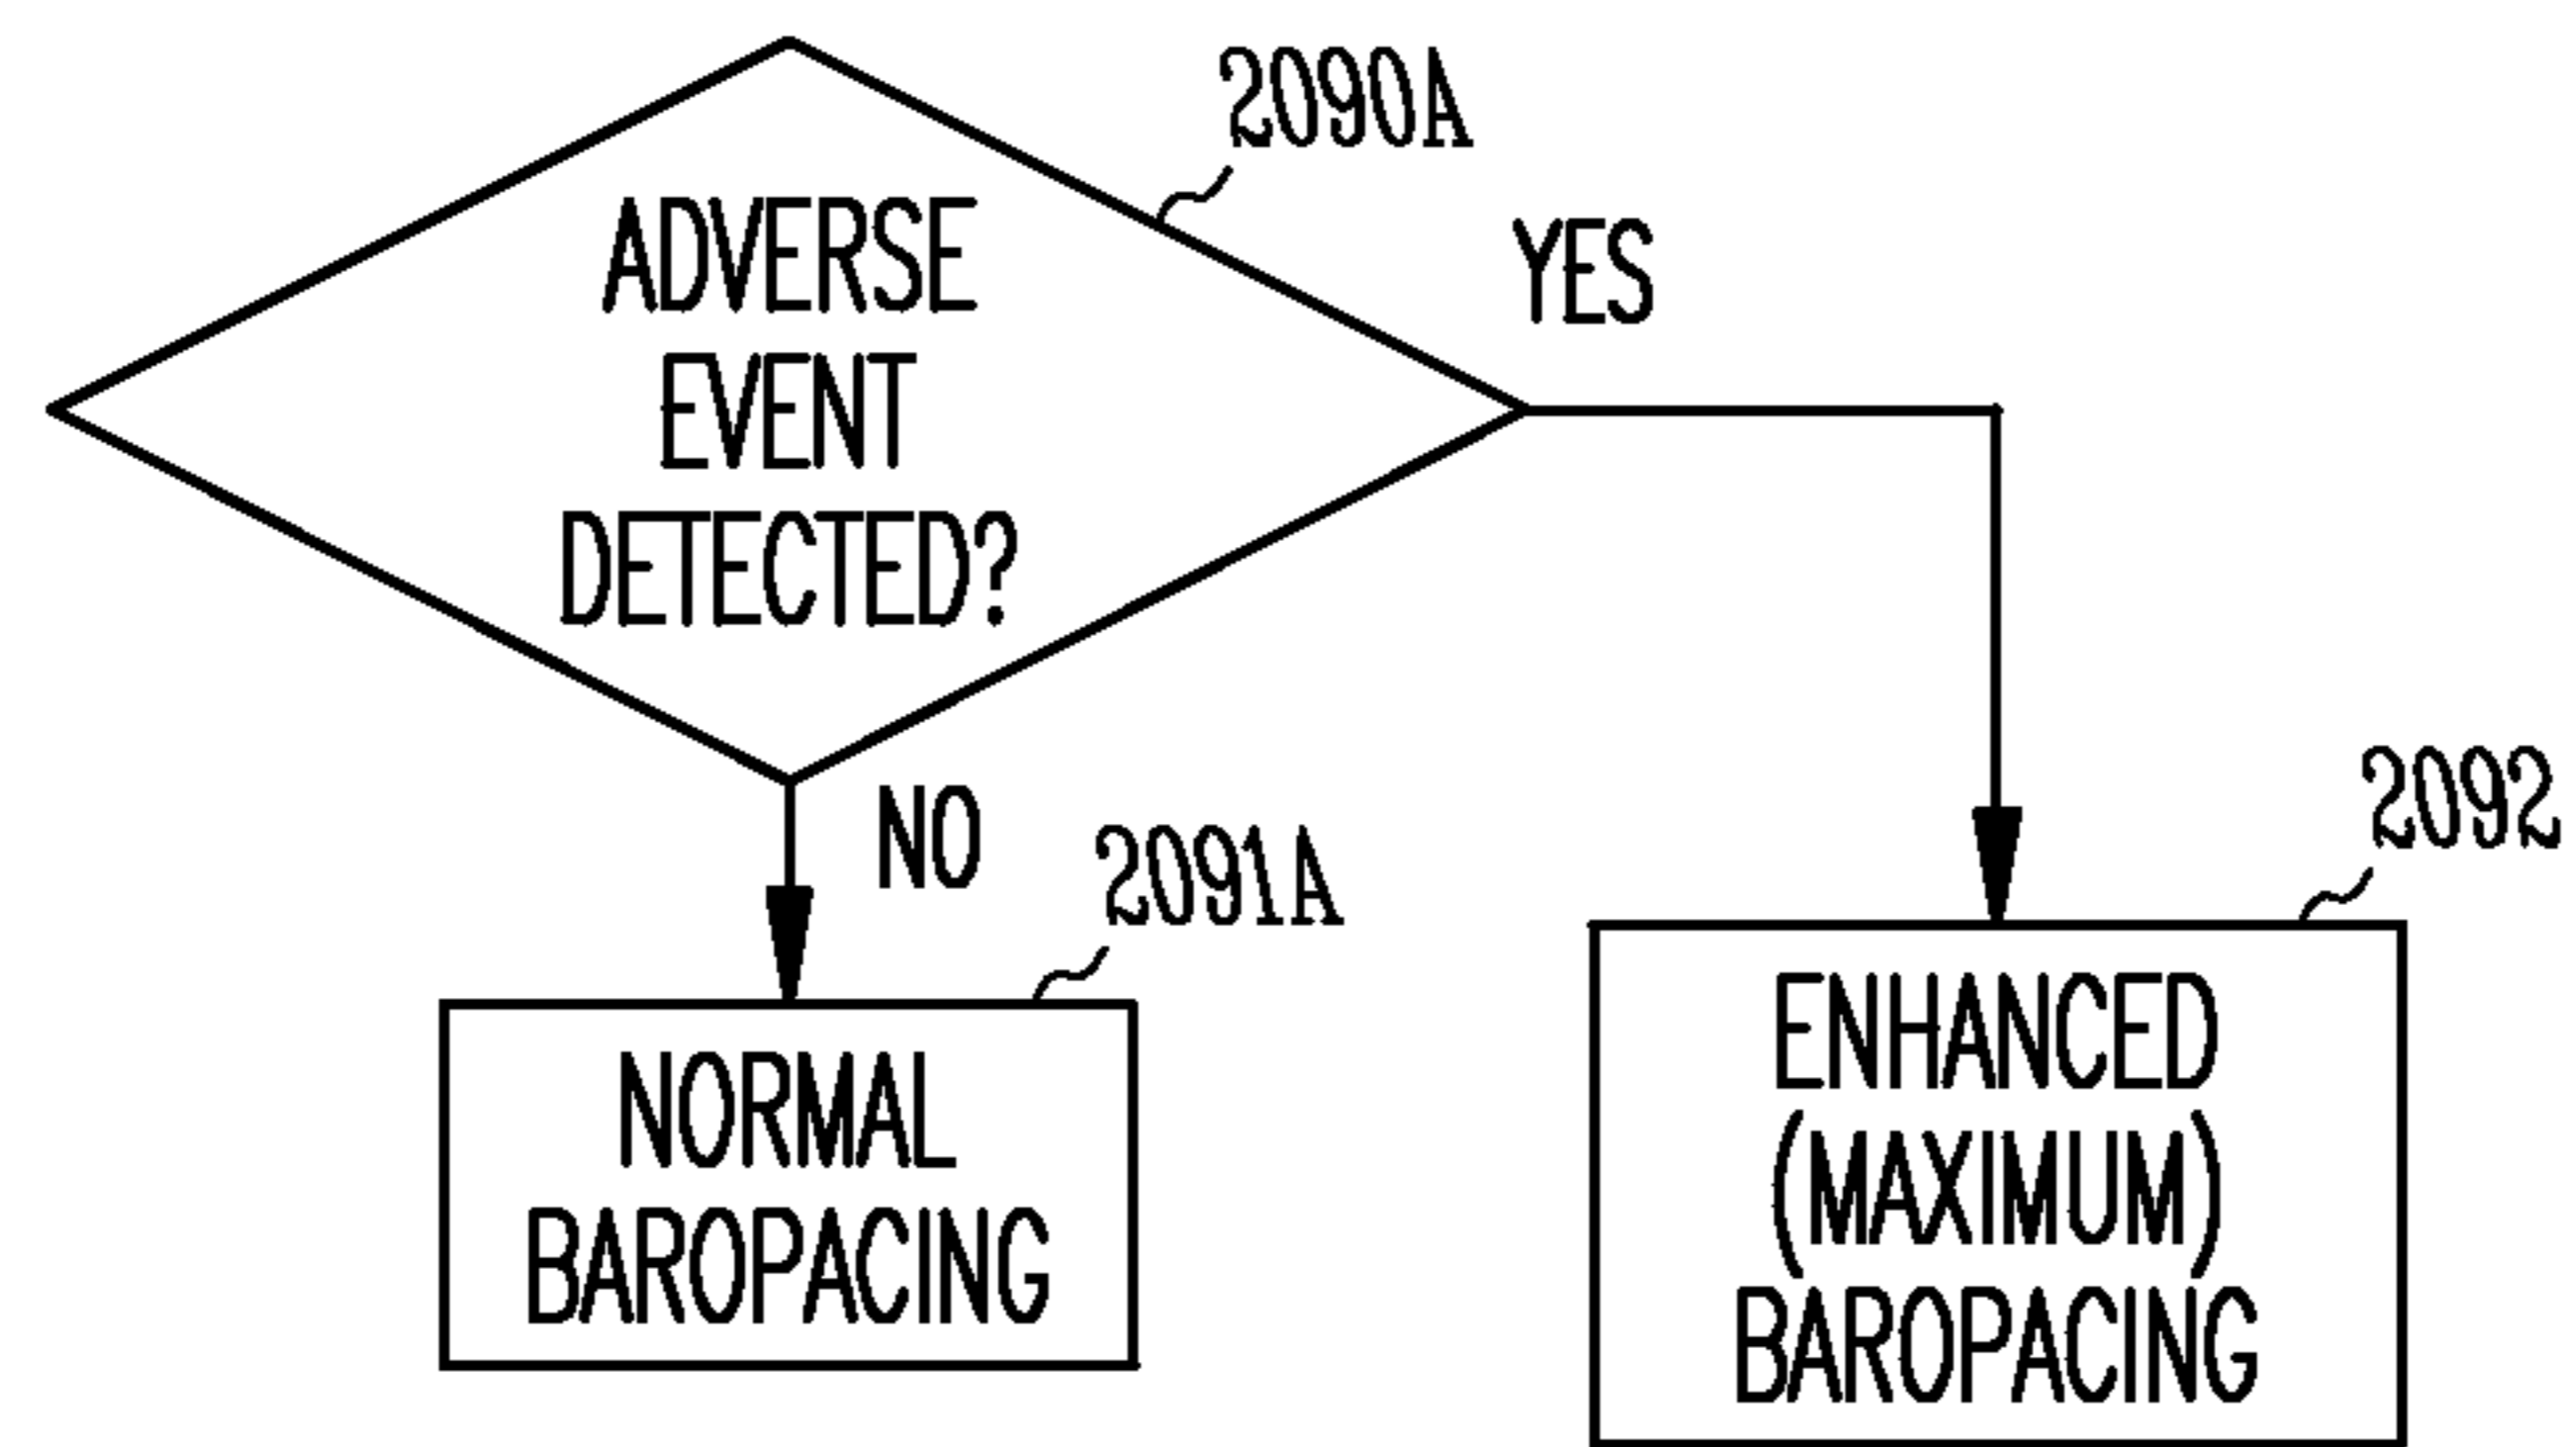 2090A
ADVERSE
EVENT
DETECTED?
YES
NO
2091A
NORMAL
BAROPACING
2092
ENHANCED
(MAXIMUM)
BAROPACING